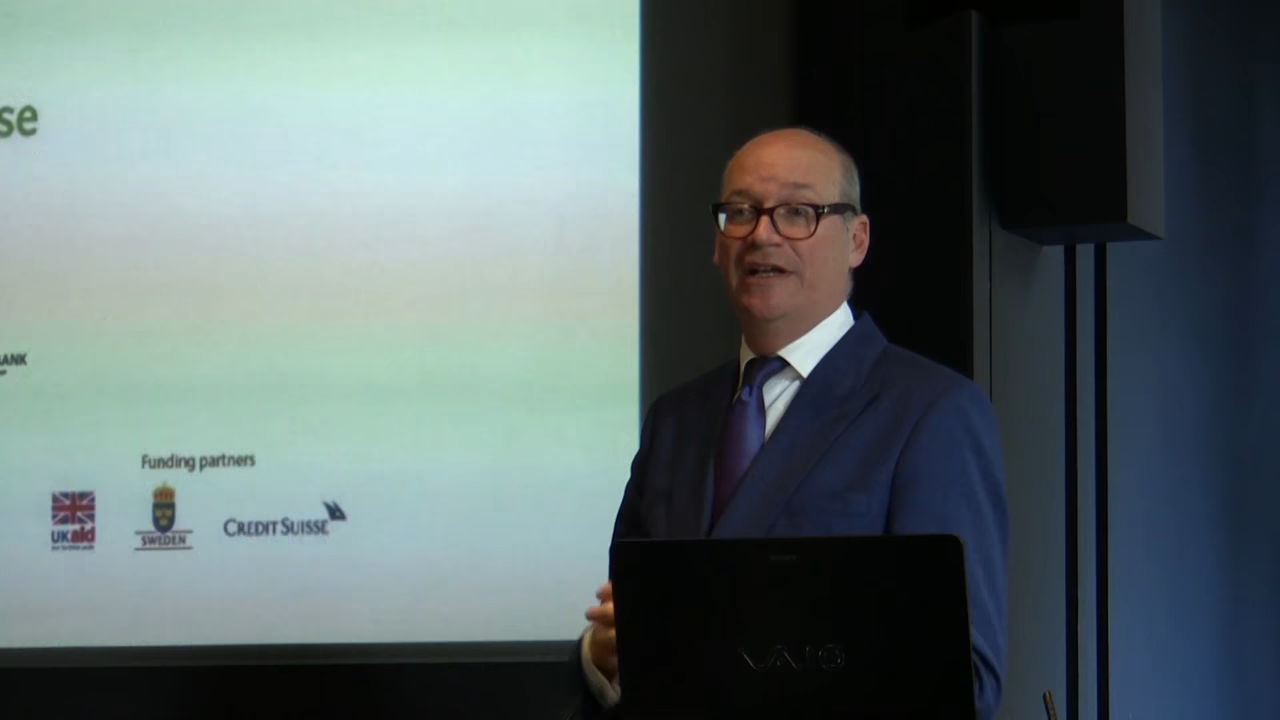 se
ANK
Funding partners
UKaid
SWEDEN
CREDIT SUISSE
VAIO